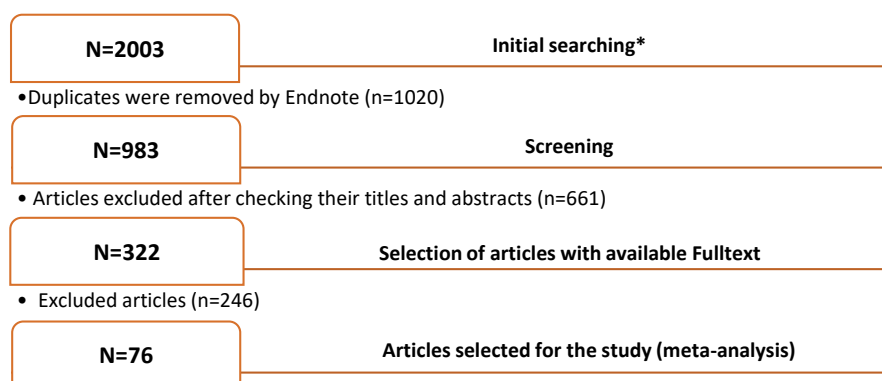 N=2003
Initial searching*
•Duplicates were removed by Endnote (n=1020)
N=983
Screening
• Articles excluded after checking their titles and abstracts (n=661)
N=322
Selection of articles with available Fulltext
• Excluded articles (n=246)
N=76
Articles selected for the study (meta-analysis)